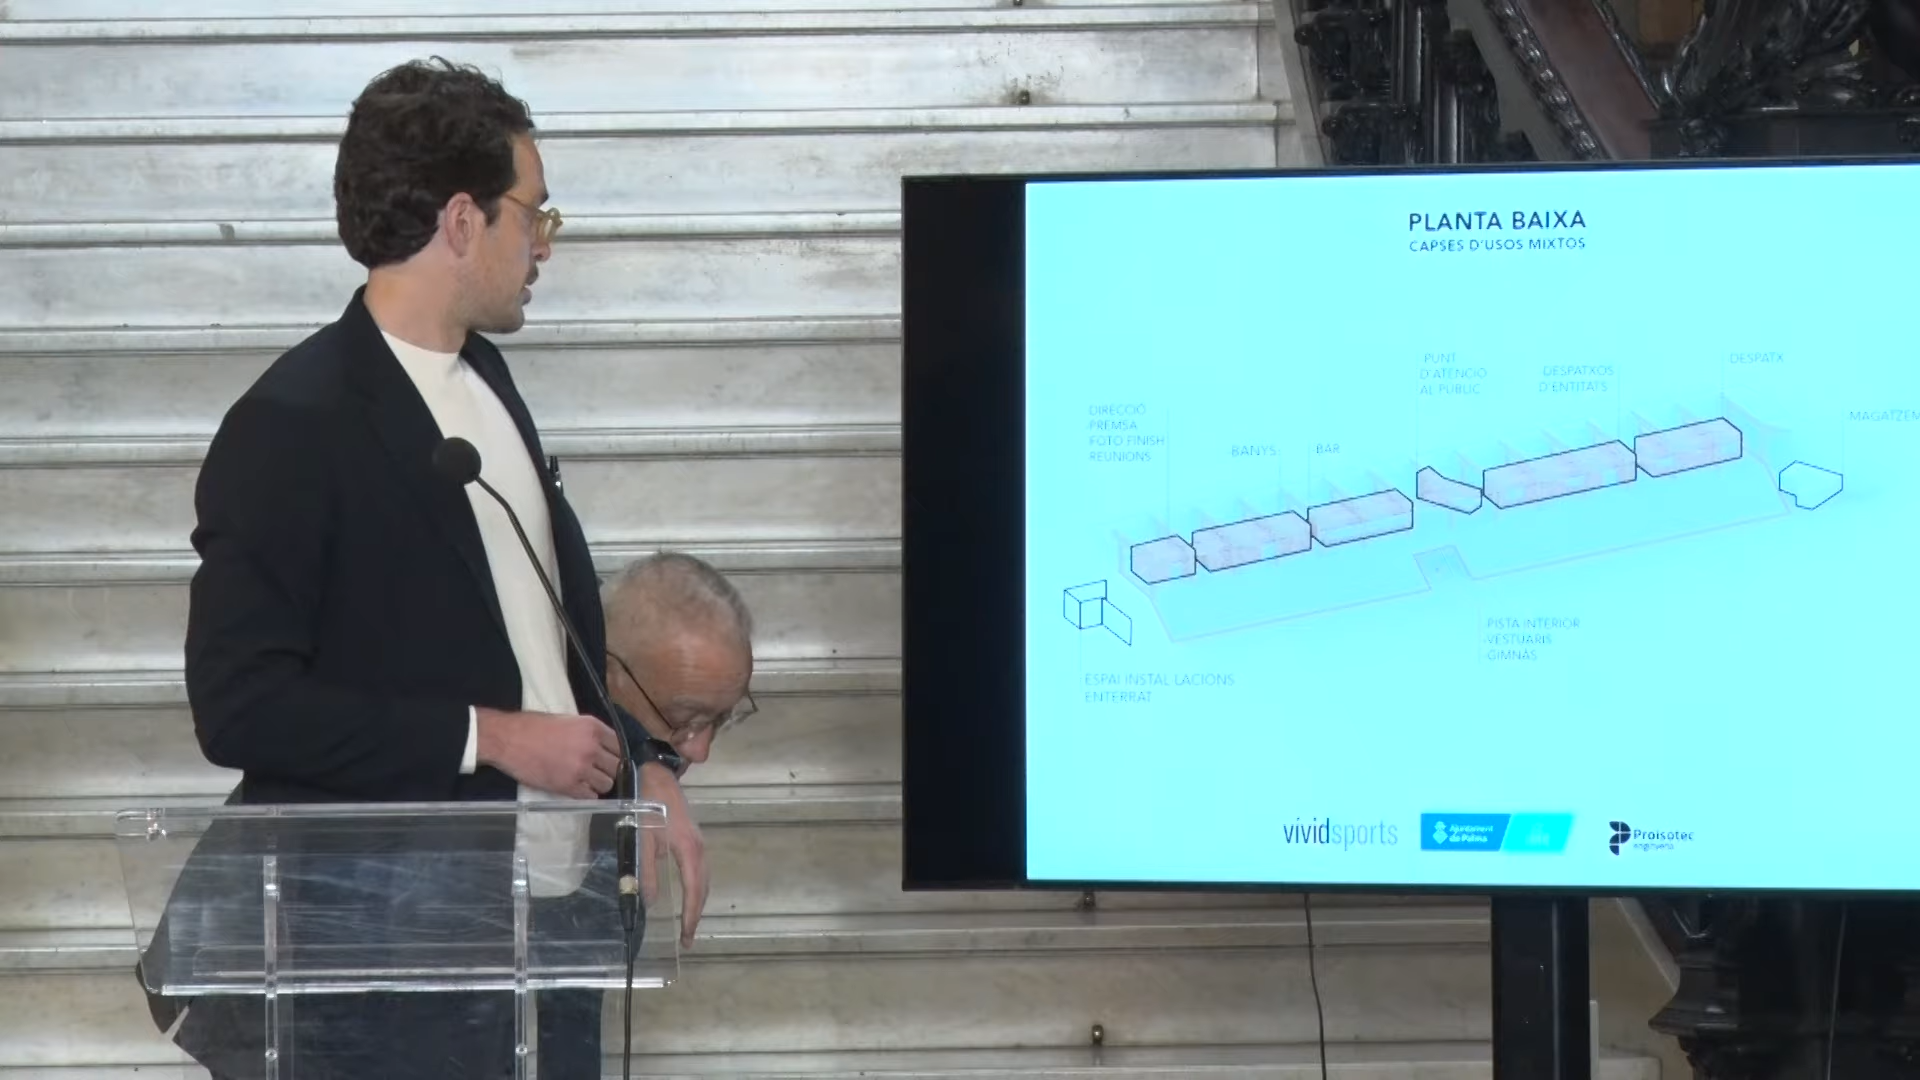 PLANTA BAIXA
CAPSES D'USOS MIXTOS
PUNT
D'ATENCIÓ
AL PÚBLIC
DESPATXOS
D'ENTITATS
DESPATX
DIRECCIÓ
PREMSA
FOTO FINISH
REUNIONS
BANYS
BAR
MAGATZEM
PISTA INTERIOR
VESTUARIS
GIMNÀS
ESPAI INSTAL·LACIONS
ENTERRAT
vividsports
Ajuntament
de Palma
Proisotec
enginyeria